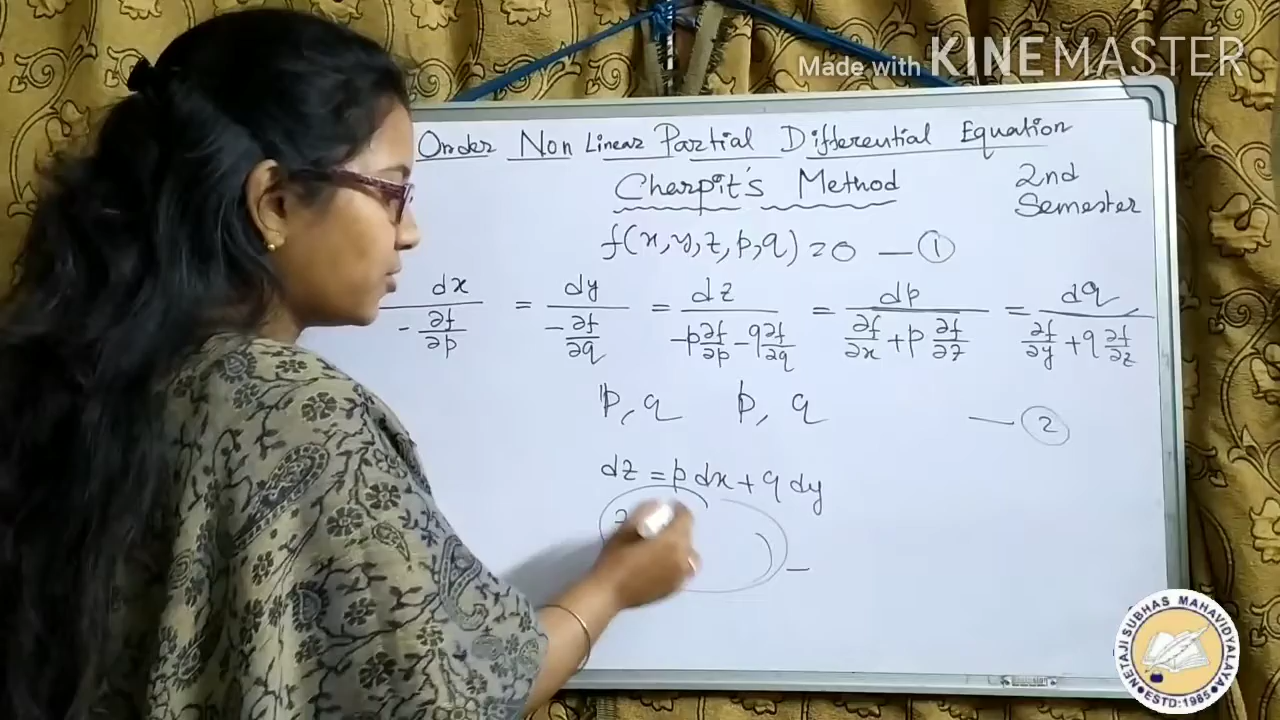 Made with KINEMASTER
Order Non Linear Partial Differential Equation
Charpit's Method
2nd
Semester
f(x,y,z,p,q)=0 — ①
dx/(-∂f/∂p) = dy/(-∂f/∂q) = dz/(-p∂f/∂p - q∂f/∂q) = dp/(∂f/∂x + p ∂f/∂z) = dq/(∂f/∂y + q ∂f/∂z)
p, q p, q — ②
dz = p dx + q dy
NETAJI SUBHAS MAHAVIDYALAYA
ESTD:1985